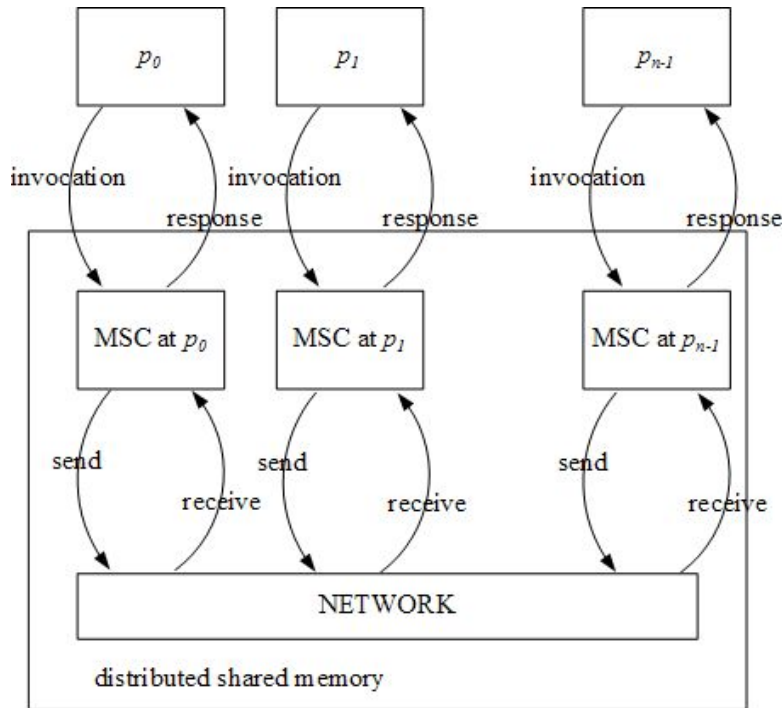 p0 p1 pn-1
invocation invocation invocation
response response response
MSC at p0 MSC at p1 MSC at pn-1
send send send
receive receive receive
NETWORK
distributed shared memory